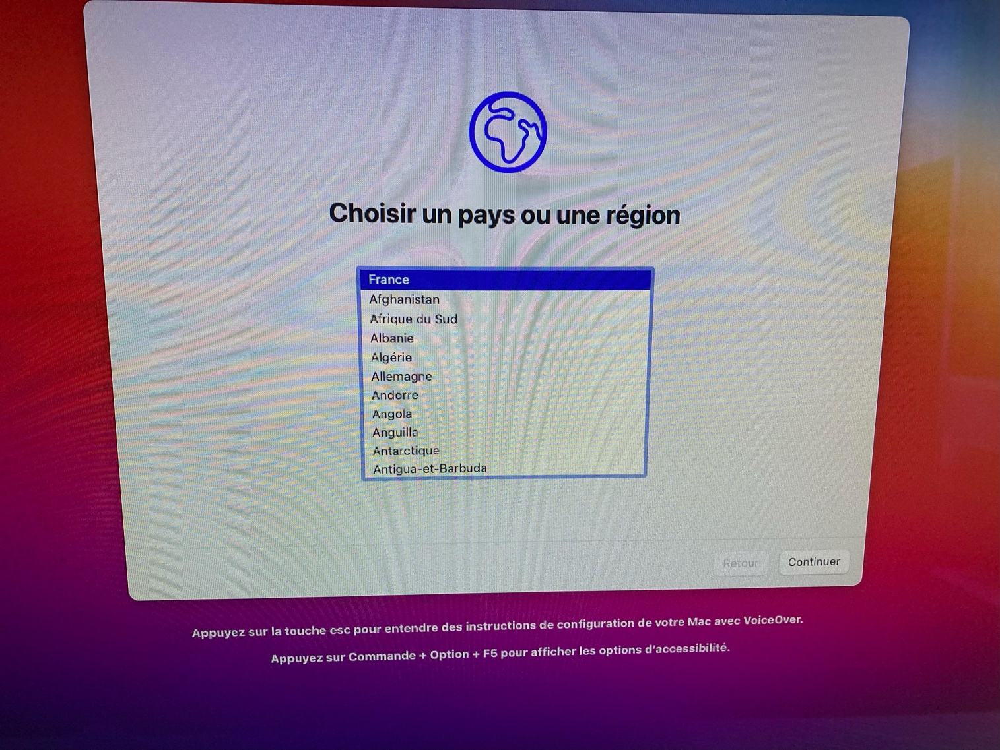 Choisir un pays ou une région
France
Afghanistan
Afrique du Sud
Albanie
Algérie
Allemagne
Andorre
Angola
Anguilla
Antarctique
Antigua-et-Barbuda
Retour
Continuer
Appuyez sur la touche esc pour entendre des instructions de configuration de votre Mac avec VoiceOver.
Appuyez sur Commande + Option + F5 pour afficher les options d’accessibilité.